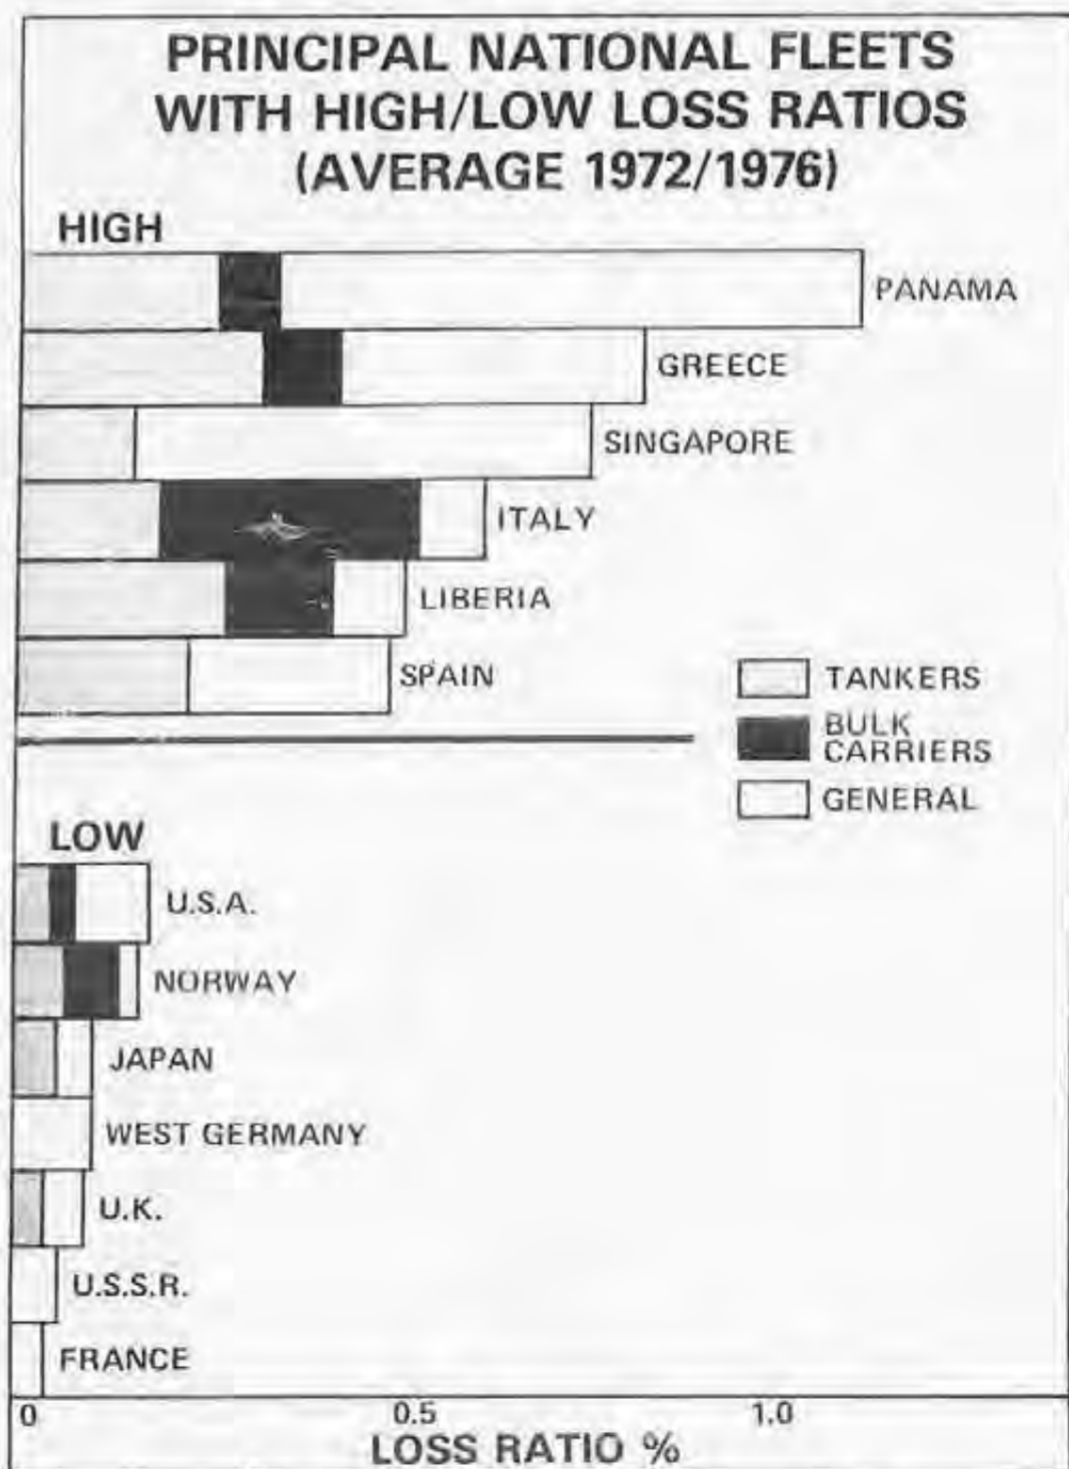 PRINCIPAL NATIONAL FLEETS
WITH HIGH/LOW LOSS RATIOS
(AVERAGE 1972/1976)
HIGH
PANAMA
GREECE
SINGAPORE
ITALY
LIBERIA
SPAIN
TANKERS
BULK
CARRIERS
GENERAL
LOW
U.S.A.
NORWAY
JAPAN
WEST GERMANY
U.K.
U.S.S.R.
FRANCE
0 0.5 1.0
LOSS RATIO %